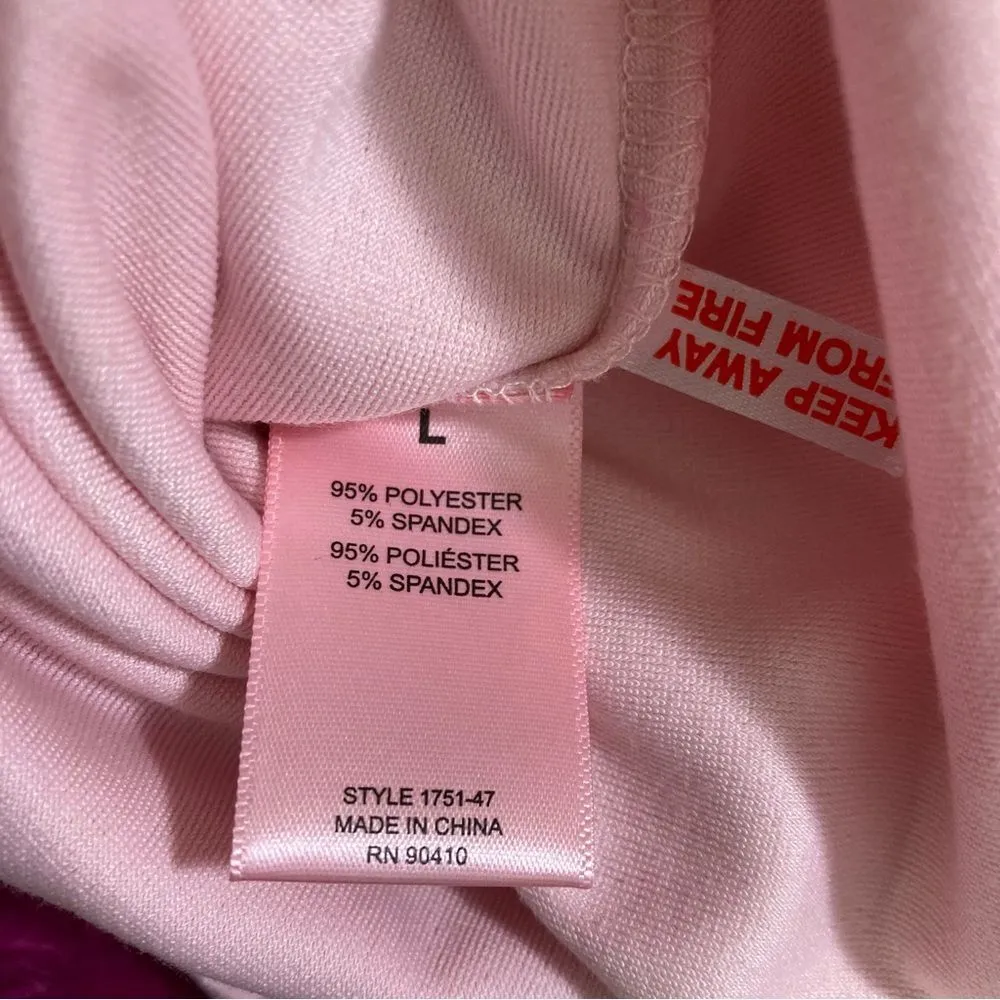 L
95% POLYESTER
5% SPANDEX
95% POLIÉSTER
5% SPANDEX
STYLE 1751-47
MADE IN CHINA
RN 90410
KEEP AWAY
FROM FIRE